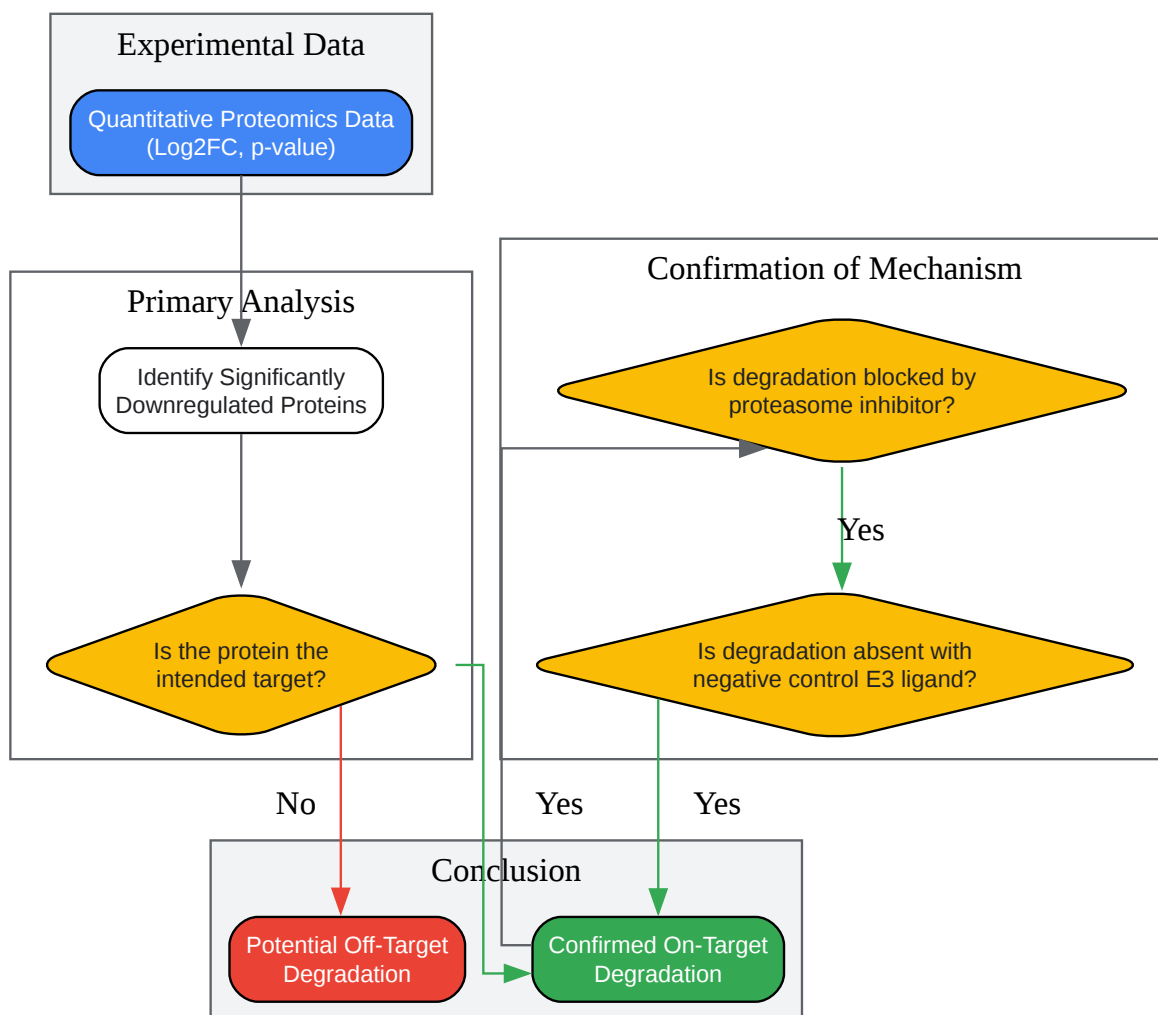 Experimental Data
Quantitative Proteomics Data
(Log2FC, p-value)
Primary Analysis
Identify Significantly
Downregulated Proteins
Is the protein the
intended target?
Confirmation of Mechanism
Is degradation blocked by
proteasome inhibitor?
Yes
Is degradation absent with
negative control E3 ligand?
No
Yes
Yes
Conclusion
Potential Off-Target
Degradation
Confirmed On-Target
Degradation